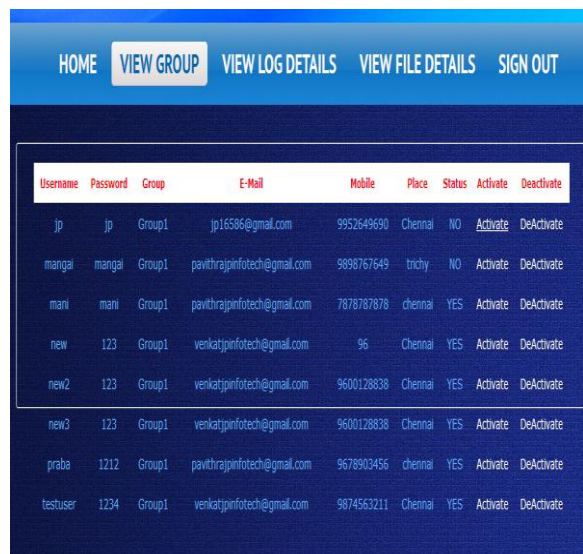 HOME VIEW GROUP VIEW LOG DETAILS VIEW FILE DETAILS SIGN OUT
Username Password Group E-Mail Mobile Place Status Activate Deactivate
jp jp Group1 jp16586@gmail.com 9952649690 Chennai NO Activate DeActivate
mangai mangai Group1 pavithrajpinfotech@gmail.com 9898767649 trichy NO Activate DeActivate
mani mani Group1 pavithrajpinfotech@gmail.com 7878787878 chennai YES Activate DeActivate
new 123 Group1 venkatjpinfotech@gmail.com 96 Chennai YES Activate DeActivate
new2 123 Group1 venkatjpinfotech@gmail.com 9600128838 Chennai YES Activate DeActivate
new3 123 Group1 venkatjpinfotech@gmail.com 9600128838 Chennai YES Activate DeActivate
praba 1212 Group1 pavithrajpinfotech@gmail.com 9678903456 chennai YES Activate DeActivate
testuser 1234 Group1 venkatjpinfotech@gmail.com 9874563211 Chennai YES Activate DeActivate